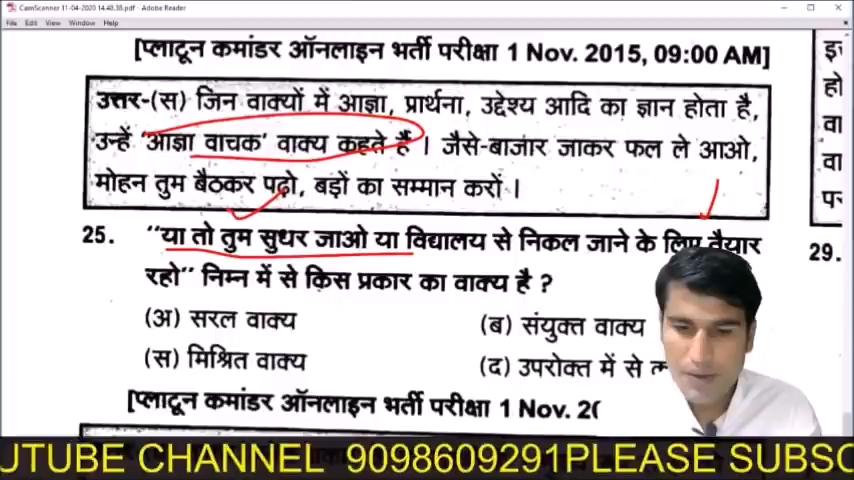 CamScanner 11-04-2020 14.48.38.pdf - Adobe Reader
File Edit View Window Help
[प्लाटून कमांडर ऑनलाइन भर्ती परीक्षा 1 Nov. 2015, 09:00 AM]
उत्तर-(स) जिन वाक्यों में आज्ञा, प्रार्थना, उद्देश्य आदि का ज्ञान होता है,
उन्हें 'आज्ञा वाचक' वाक्य कहते हैं । जैसे-बाजार जाकर फल ले आओ,
मोहन तुम बैठकर पढ़ो, बड़ों का सम्मान करों ।
25. "या तो तुम सुधर जाओ या विद्यालय से निकल जाने के लिए तैयार
रहो" निम्न में से किस प्रकार का वाक्य है ?
(अ) सरल वाक्य (ब) संयुक्त वाक्य
(स) मिश्रित वाक्य (द) उपरोक्त में से
[प्लाटून कमांडर ऑनलाइन भर्ती परीक्षा 1 Nov. 20
29.
UTUBE CHANNEL 9098609291PLEASE SUBSC